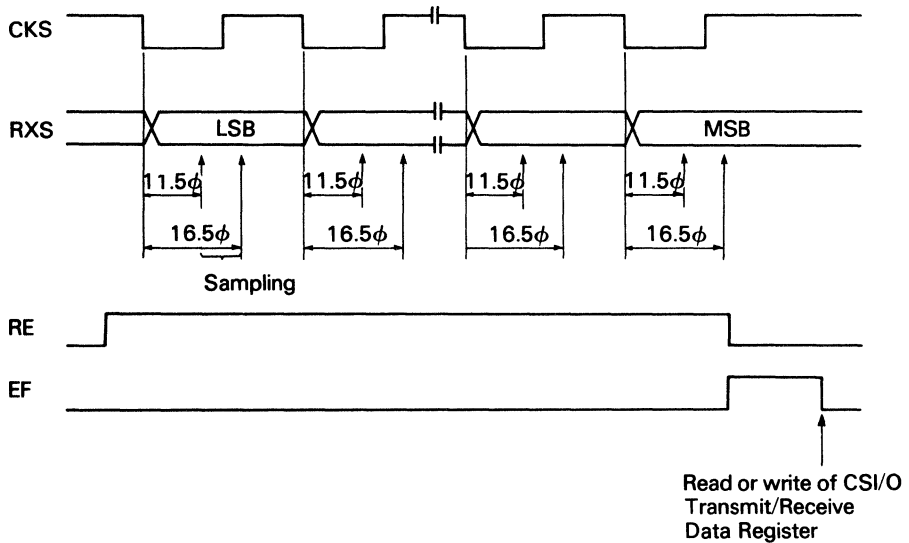 CKS
RXS
LSB
MSB
11.5ϕ
11.5ϕ
11.5ϕ
11.5ϕ
16.5ϕ
16.5ϕ
16.5ϕ
16.5ϕ
Sampling
RE
EF
Read or write of CSI/O
Transmit/Receive
Data Register